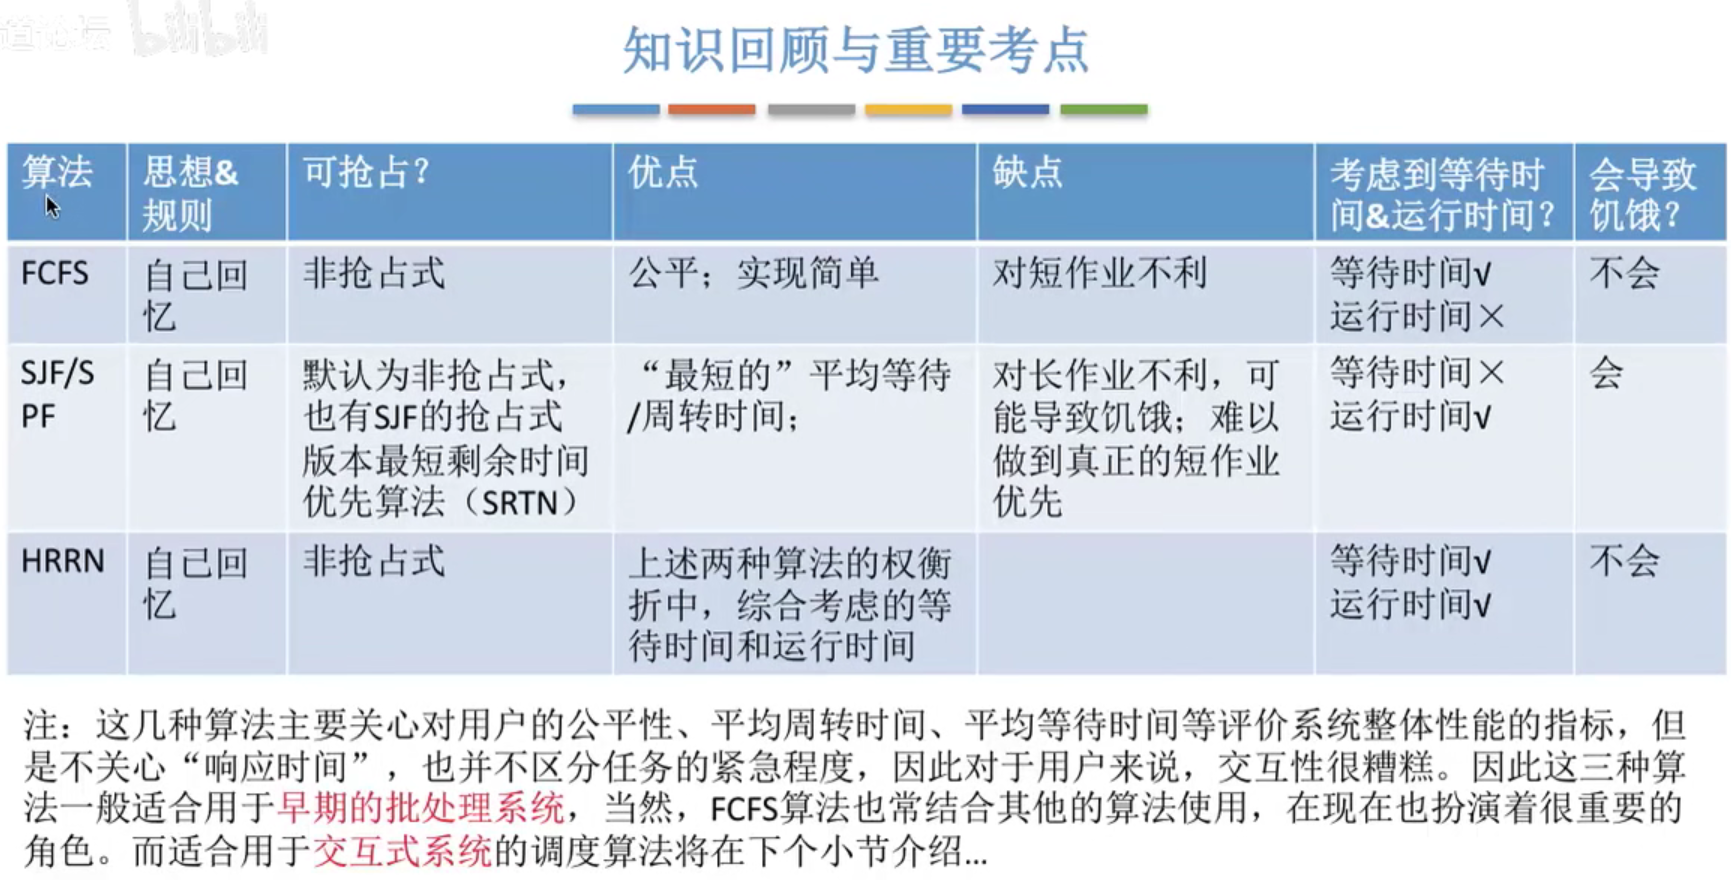 道论坛 bilibili
知识回顾与重要考点
算法
思想&
规则
可抢占？
优点
缺点
考虑到等待时
间&运行时间？
会导致
饥饿？
FCFS
自己回
忆
非抢占式
公平；实现简单
对短作业不利
等待时间√
运行时间×
不会
SJF/S
PF
自己回
忆
默认为非抢占式，
也有SJF的抢占式
版本最短剩余时间
优先算法（SRTN）
“最短的”平均等待
/周转时间；
对长作业不利，可
能导致饥饿；难以
做到真正的短作业
优先
等待时间×
运行时间√
会
HRRN
自己回
忆
非抢占式
上述两种算法的权衡
折中，综合考虑的等
待时间和运行时间
等待时间√
运行时间√
不会
注：这几种算法主要关心对用户的公平性、平均周转时间、平均等待时间等评价系统整体性能的指标，但
是不关心“响应时间”，也并不区分任务的紧急程度，因此对于用户来说，交互性很糟糕。因此这三种算
法一般适合用于早期的批处理系统，当然，FCFS算法也常结合其他的算法使用，在现在也扮演着很重要的
角色。而适合用于交互式系统的调度算法将在下个小节介绍...